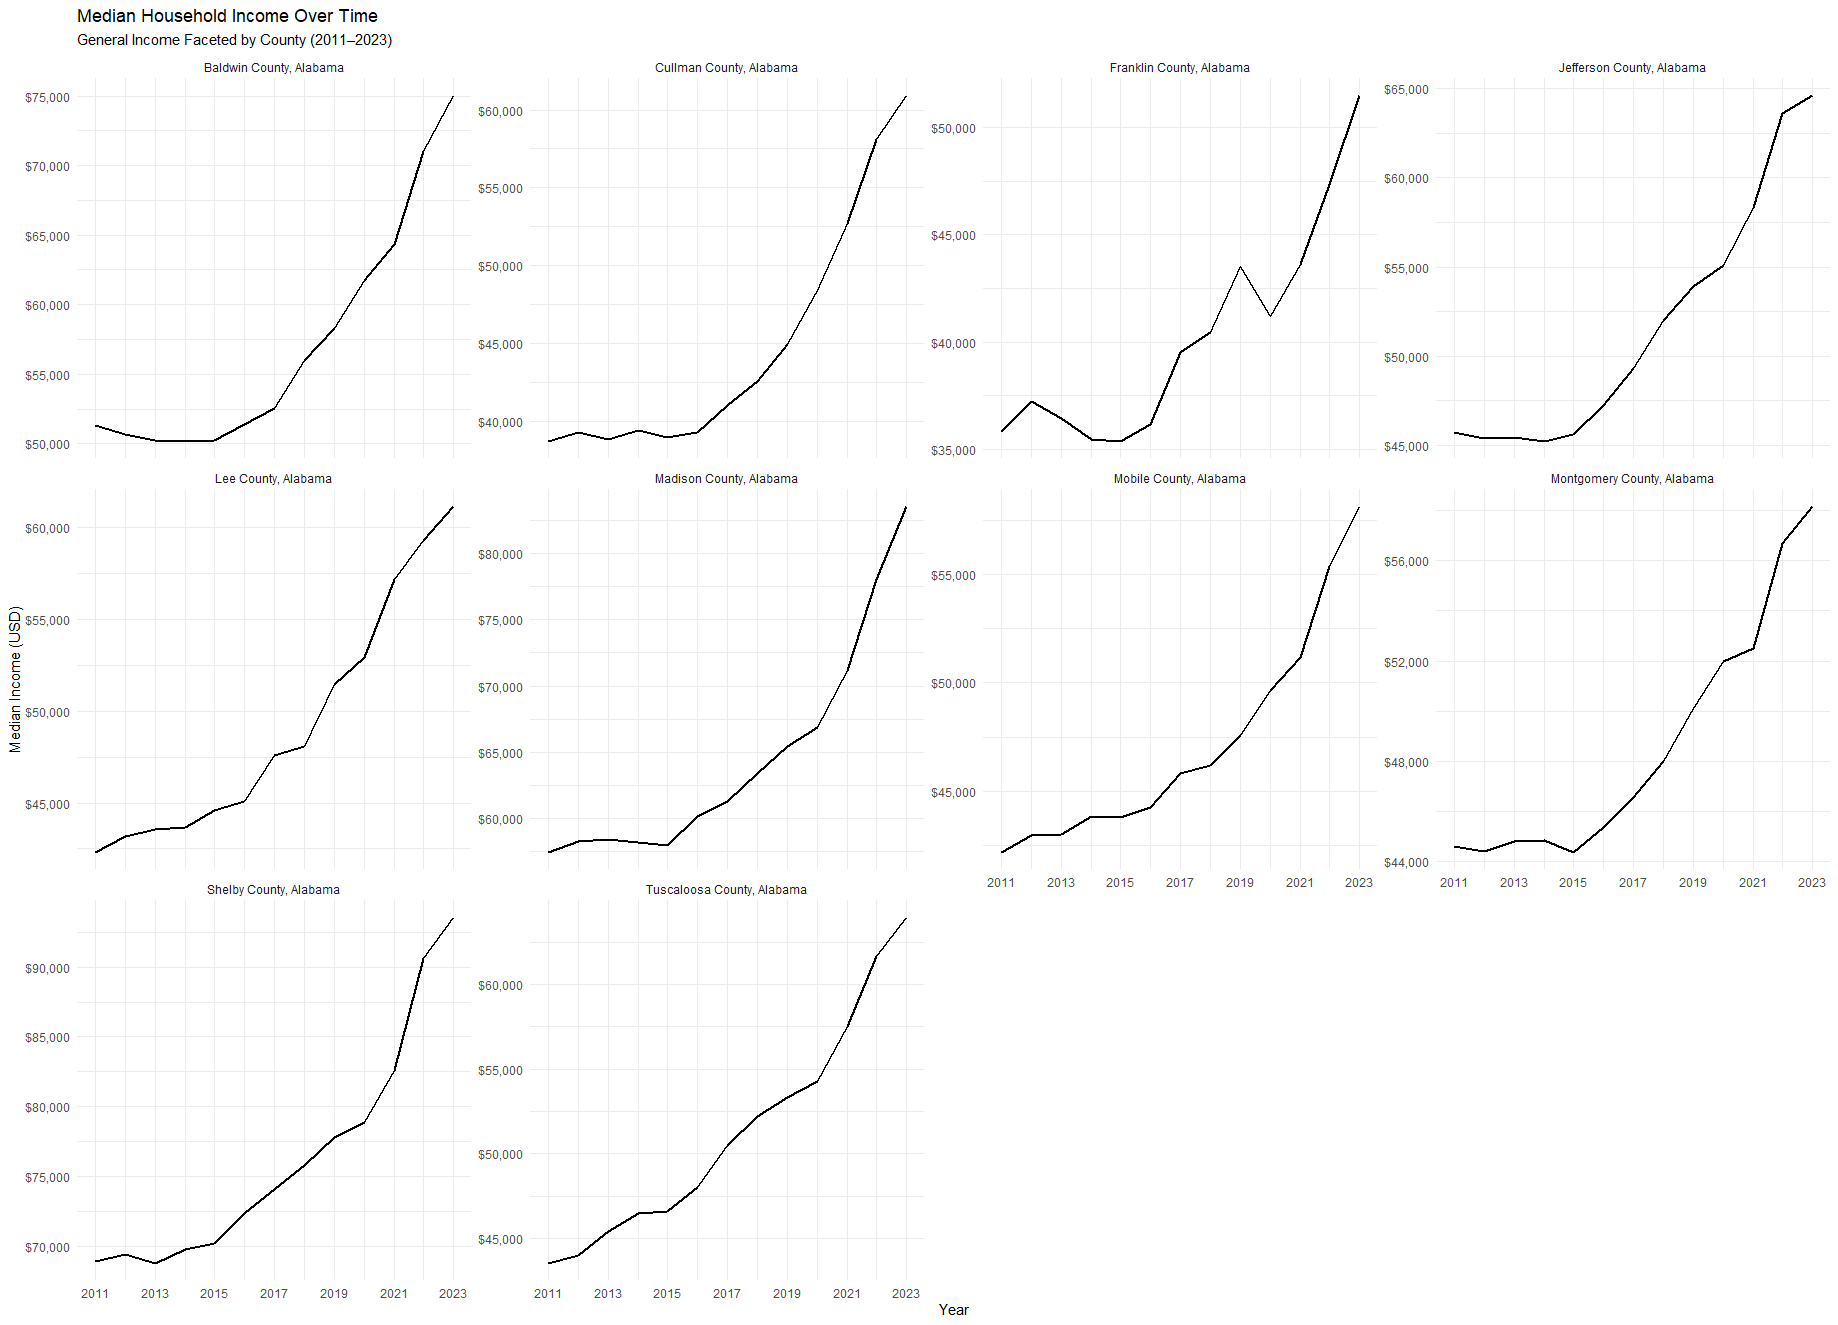 Median Household Income Over Time
General Income Faceted by County (2011–2023)
Baldwin County, Alabama
$75,000
$70,000
$65,000
$60,000
$55,000
$50,000
Cullman County, Alabama
$60,000
$55,000
$50,000
$45,000
$40,000
Franklin County, Alabama
$50,000
$45,000
$40,000
$35,000
Jefferson County, Alabama
$65,000
$60,000
$55,000
$50,000
$45,000
Median Income (USD)
Lee County, Alabama
$60,000
$55,000
$50,000
$45,000
Madison County, Alabama
$80,000
$75,000
$70,000
$65,000
$60,000
Mobile County, Alabama
$55,000
$50,000
$45,000
2011 2013 2015 2017 2019 2021 2023
Montgomery County, Alabama
$56,000
$52,000
$48,000
$44,000
2011 2013 2015 2017 2019 2021 2023
Shelby County, Alabama
$90,000
$85,000
$80,000
$75,000
$70,000
2011 2013 2015 2017 2019 2021 2023
Tuscaloosa County, Alabama
$60,000
$55,000
$50,000
$45,000
2011 2013 2015 2017 2019 2021 2023
Year